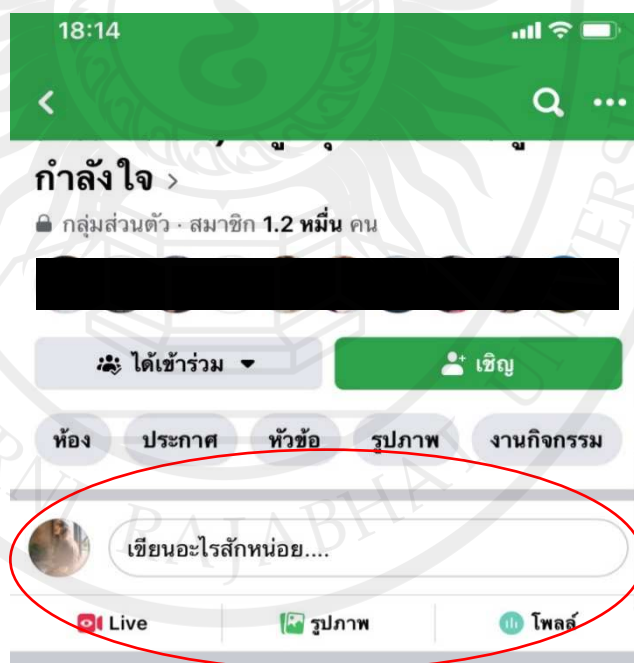 18:14
กำลังใจ >
กลุ่มส่วนตัว · สมาชิก 1.2 หมื่น คน
ได้เข้าร่วม
เชิญ
ห้อง ประกาศ หัวข้อ รูปภาพ งานกิจกรรม
เขียนอะไรสักหน่อย....
Live รูปภาพ โพลล์
RAJABHA